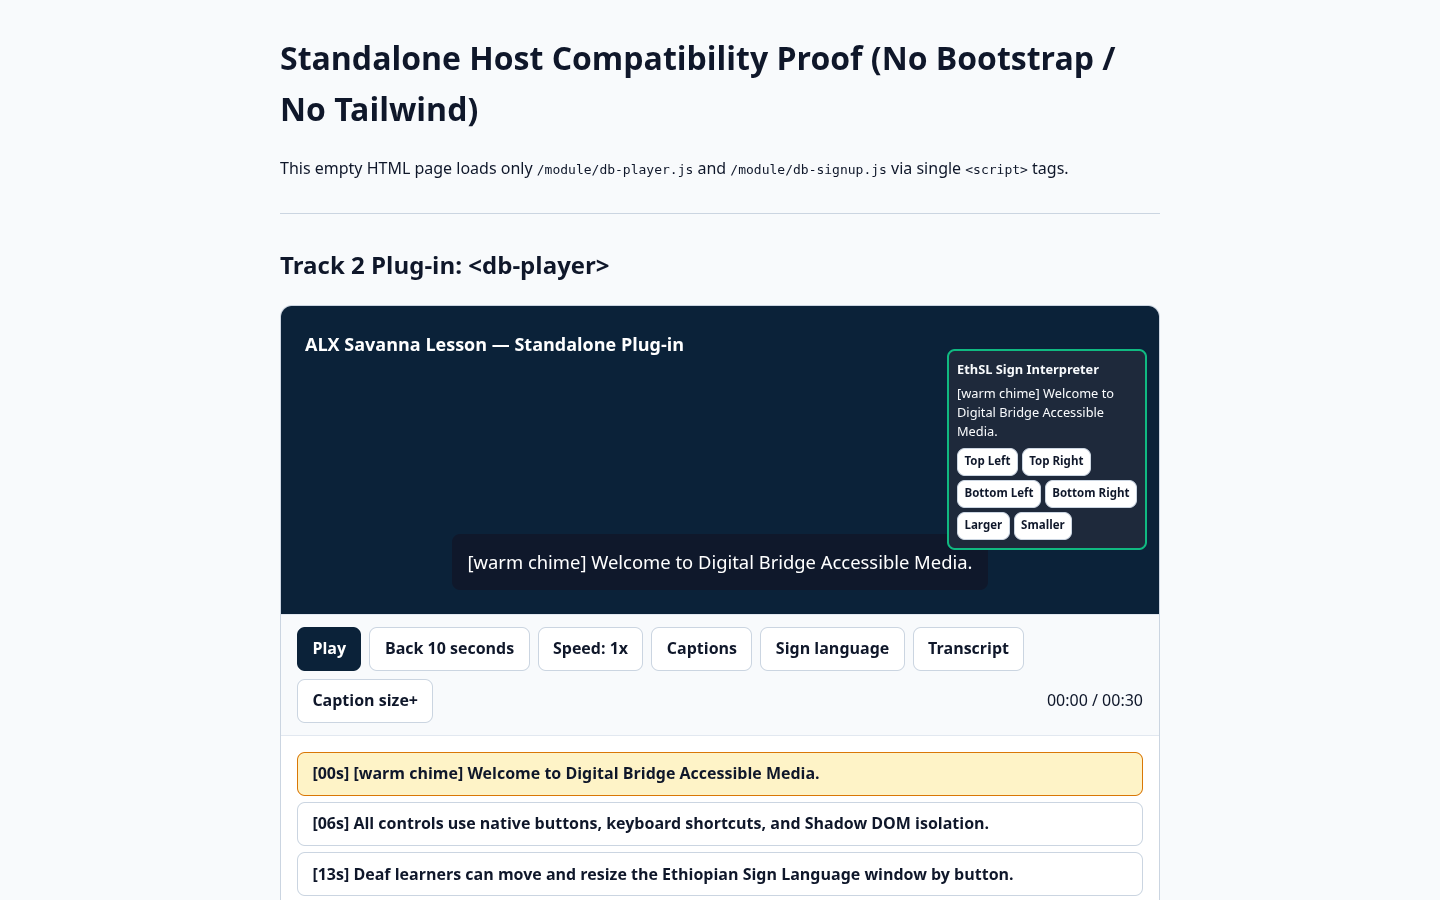 Standalone Host Compatibility Proof (No Bootstrap /
No Tailwind)
This empty HTML page loads only /module/db-player.js and /module/db-signup.js via single <script> tags.
Track 2 Plug-in: <db-player>
ALX Savanna Lesson — Standalone Plug-in
EthSL Sign Interpreter
[warm chime] Welcome to
Digital Bridge Accessible
Media.
Top Left Top Right
Bottom Left Bottom Right
Larger Smaller
[warm chime] Welcome to Digital Bridge Accessible Media.
Play Back 10 seconds Speed: 1x Captions Sign language Transcript
Caption size+ 00:00 / 00:30
[00s] [warm chime] Welcome to Digital Bridge Accessible Media.
[06s] All controls use native buttons, keyboard shortcuts, and Shadow DOM isolation.
[13s] Deaf learners can move and resize the Ethiopian Sign Language window by button.